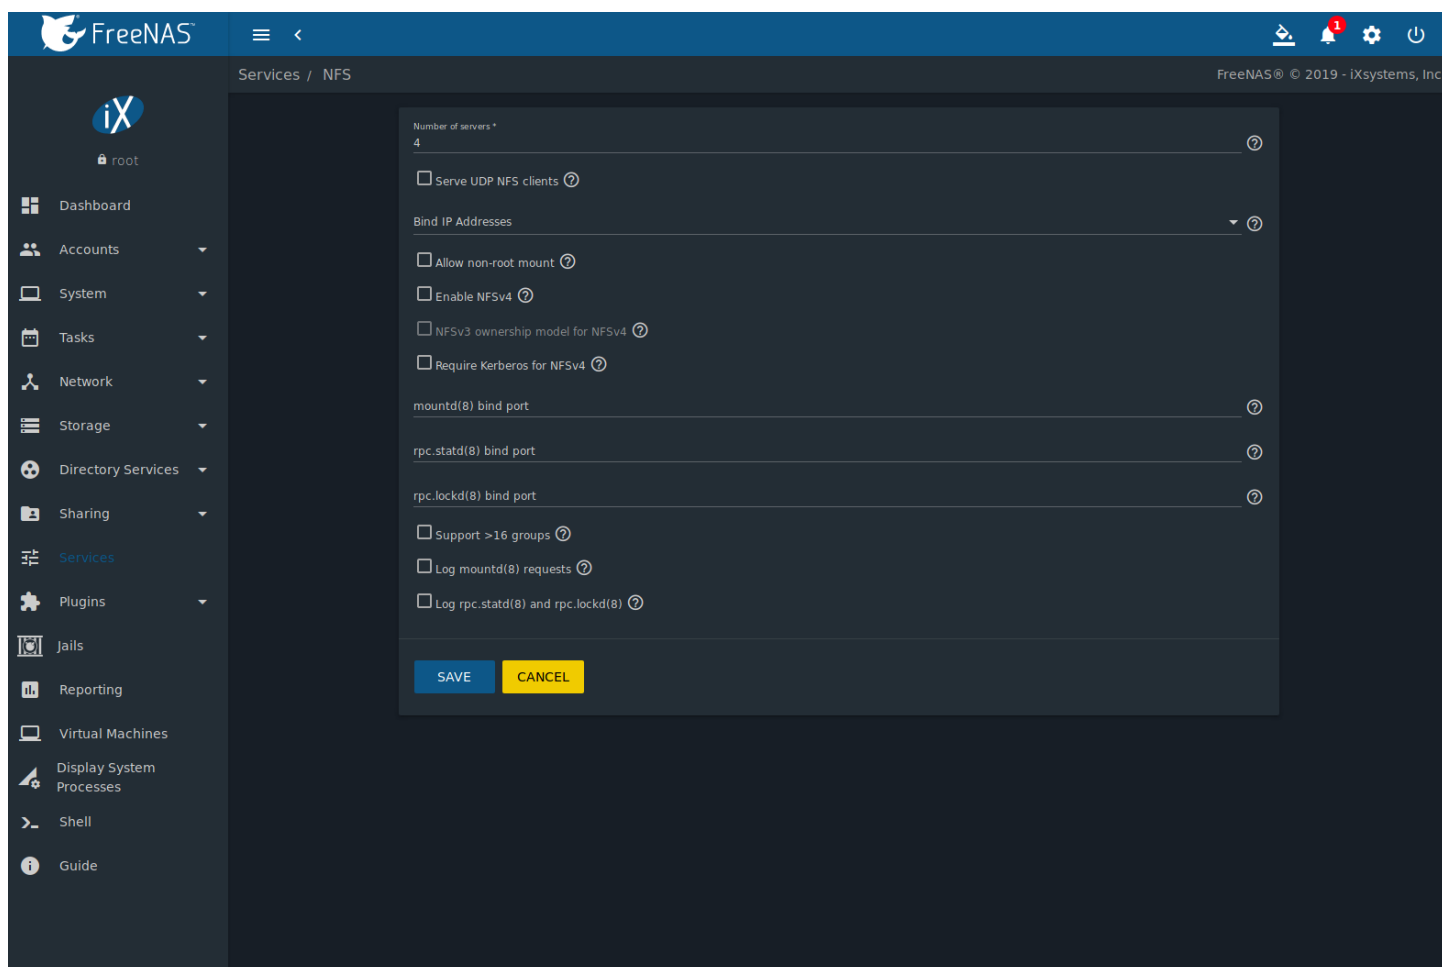 FreeNAS™
1
Services / NFS
FreeNAS® © 2019 - iXsystems, Inc
iX
root
Dashboard
Accounts
System
Tasks
Network
Storage
Directory Services
Sharing
Services
Plugins
Jails
Reporting
Virtual Machines
Display System
Processes
Shell
Guide
Number of servers *
4
Serve UDP NFS clients
Bind IP Addresses
Allow non-root mount
Enable NFSv4
NFSv3 ownership model for NFSv4
Require Kerberos for NFSv4
mountd(8) bind port
rpc.statd(8) bind port
rpc.lockd(8) bind port
Support >16 groups
Log mountd(8) requests
Log rpc.statd(8) and rpc.lockd(8)
SAVE CANCEL